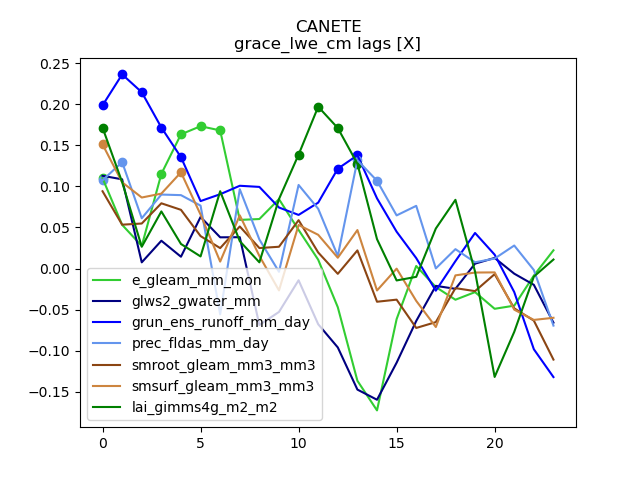 CANETE
grace_lwe_cm lags [X]
0.25
0.20
0.15
0.10
0.05
0.00
−0.05
−0.10
−0.15
e_gleam_mm_mon
glws2_gwater_mm
grun_ens_runoff_mm_day
prec_fldas_mm_day
smroot_gleam_mm3_mm3
smsurf_gleam_mm3_mm3
lai_gimms4g_m2_m2
0 5 10 15 20